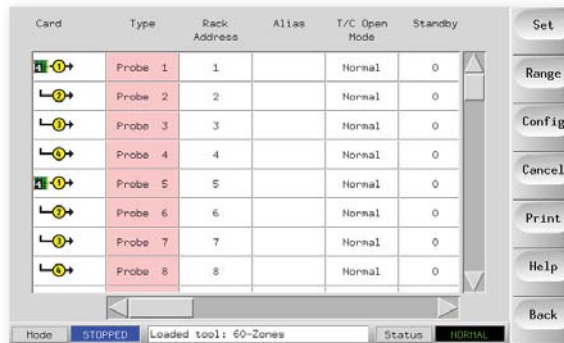 Card Type Rack Address Alias T/C Open Mode Standby
4 1 Probe 1 1 Normal 0
2 Probe 2 2 Normal 0
3 Probe 3 3 Normal 0
4 Probe 4 4 Normal 0
4 1 Probe 5 5 Normal 0
2 Probe 6 6 Normal 0
3 Probe 7 7 Normal 0
4 Probe 8 8 Normal 0
Set
Range
Config
Cancel
Print
Help
Back
Mode STOPPED Loaded tool: 60-Zones Status NORMAL